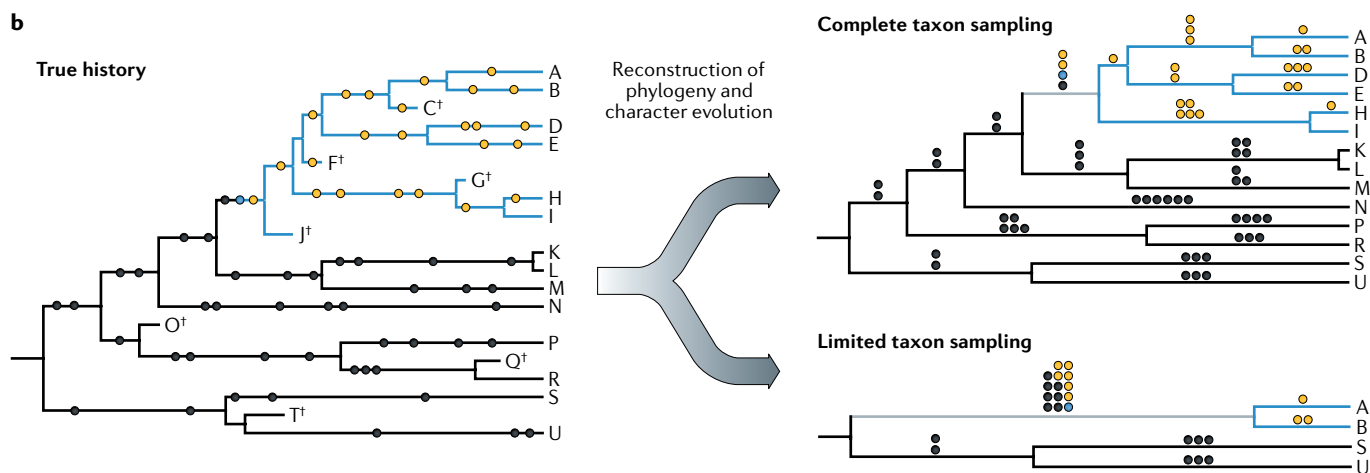 b
True history
A
B
C†
D
E
F†
G†
H
I
J†
K
L
M
N
O†
P
Q†
R
S
T†
U
Reconstruction of
phylogeny and
character evolution
Complete taxon sampling
A
B
D
E
H
I
K
L
M
N
P
R
S
U
Limited taxon sampling
A
B
S
U